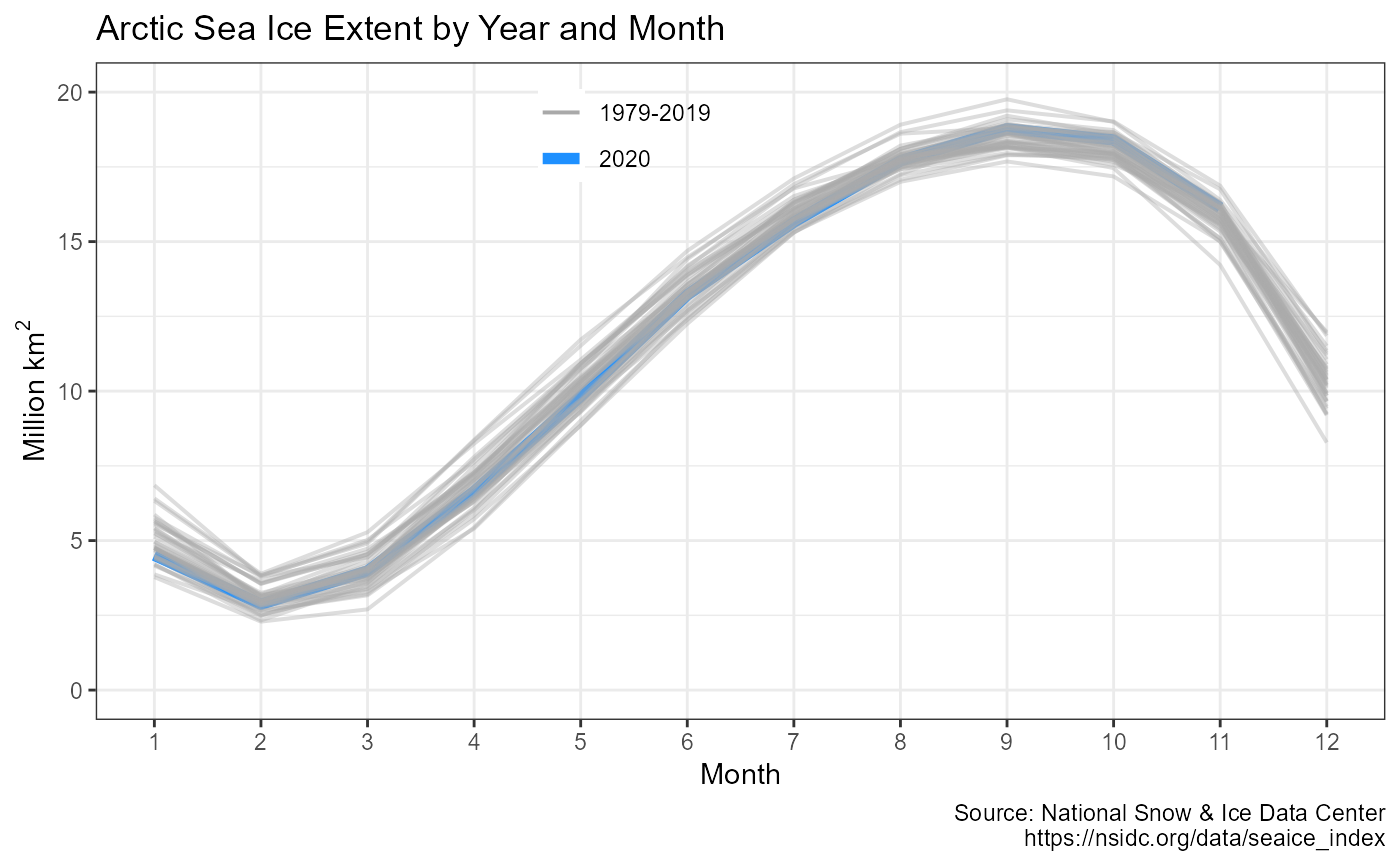 Arctic Sea Ice Extent by Year and Month
20
15
10
5
0
Million km²
1979-2019
2020
1 2 3 4 5 6 7 8 9 10 11 12
Month
Source: National Snow & Ice Data Center
https://nsidc.org/data/seaice_index